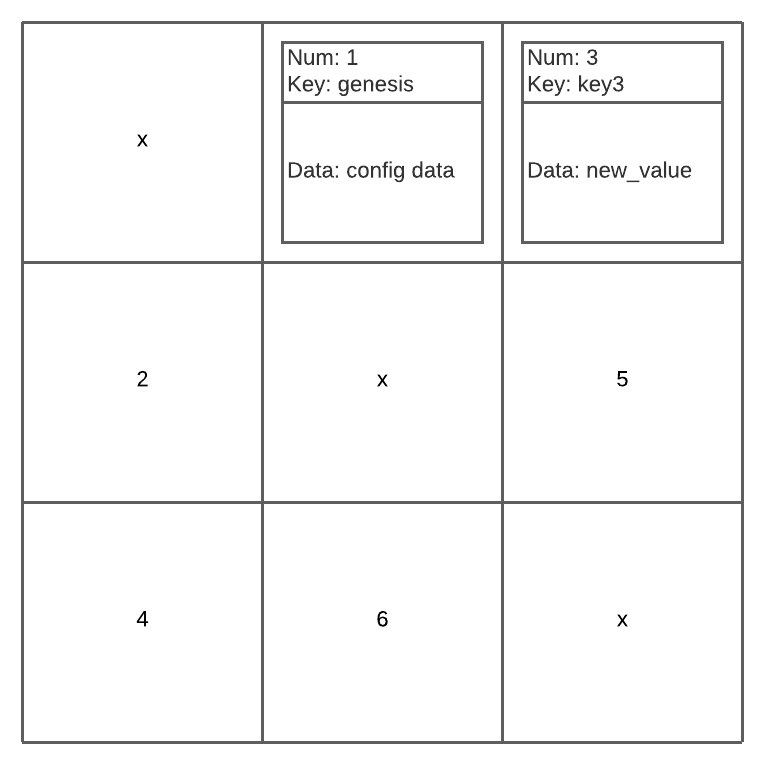 x
Num: 1
Key: genesis
Data: config data
Num: 3
Key: key3
Data: new_value
2
x
5
4
6
x